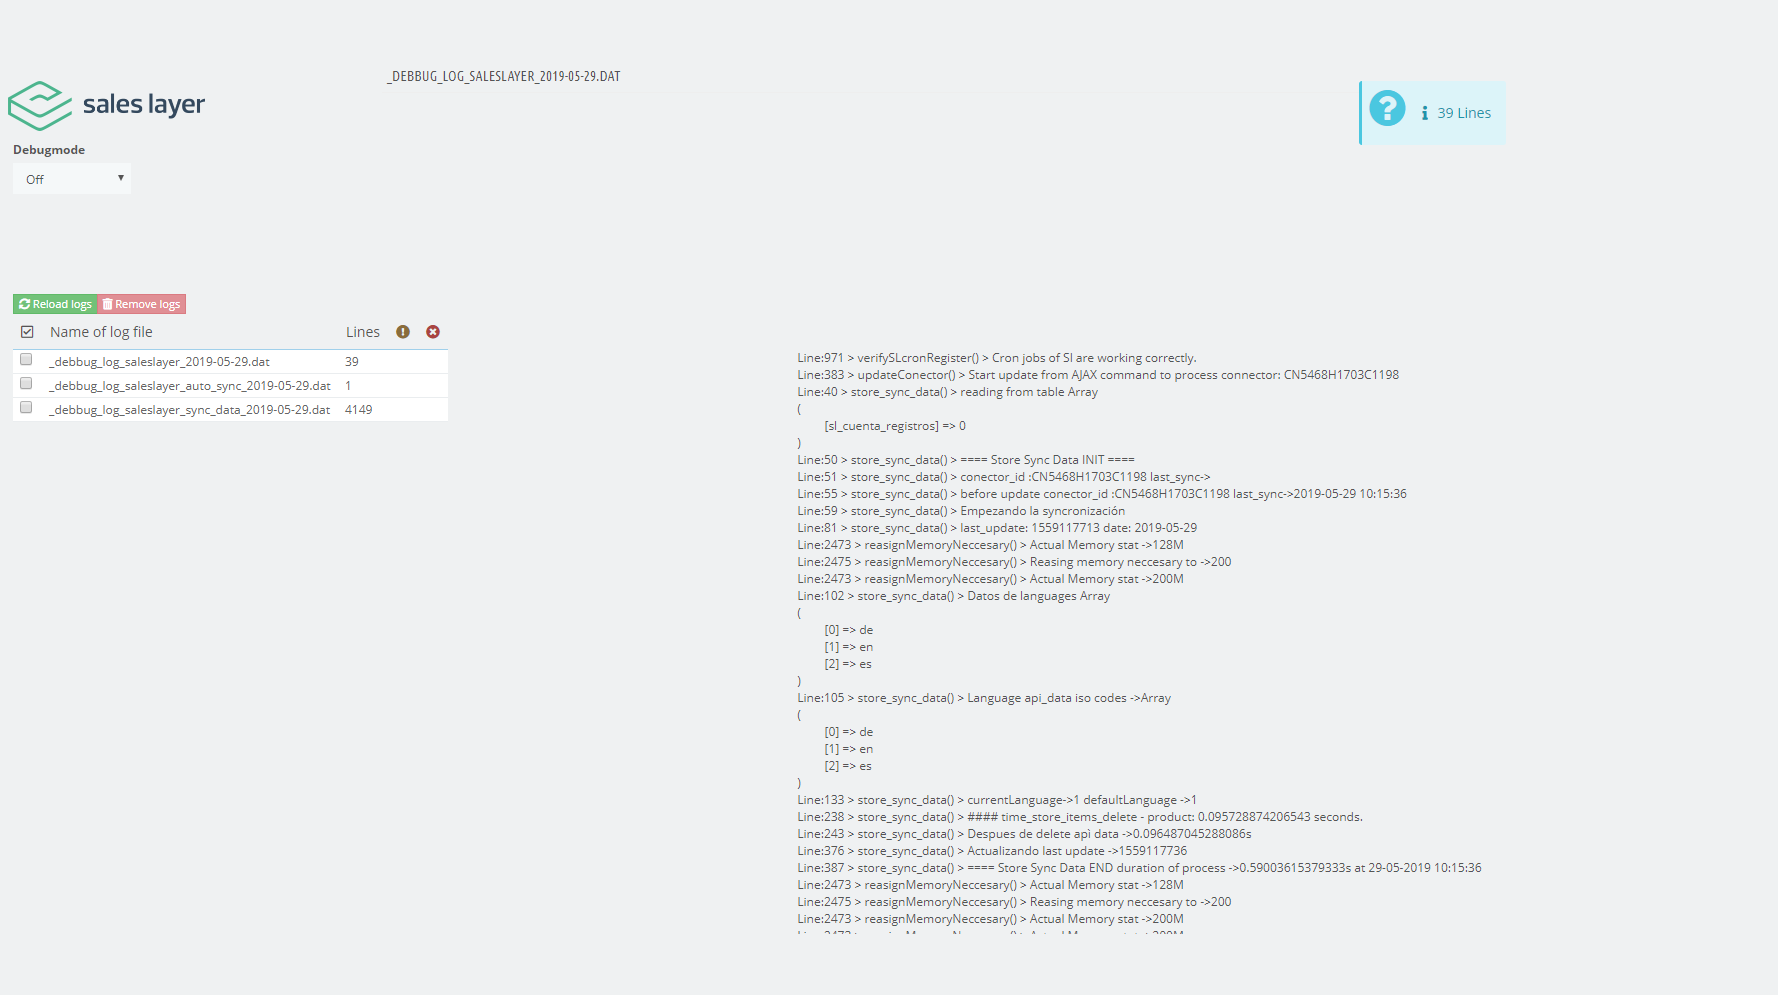 _DEBBUG_LOG_SALESLAYER_2019-05-29.DAT
sales layer
? i 39 Lines
Debugmode
Off
Reload logs Remove logs
Name of log file Lines
_debbug_log_saleslayer_2019-05-29.dat 39
_debbug_log_saleslayer_auto_sync_2019-05-29.dat 1
_debbug_log_saleslayer_sync_data_2019-05-29.dat 4149
Line:971 > verifySLcronRegister() > Cron jobs of Sl are working correctly.
Line:383 > updateConector() > Start update from AJAX command to process connector: CN5468H1703C1198
Line:40 > store_sync_data() > reading from table Array
(
[sl_cuenta_registros] => 0
)
Line:50 > store_sync_data() > ==== Store Sync Data INIT ====
Line:51 > store_sync_data() > conector_id :CN5468H1703C1198 last_sync->
Line:55 > store_sync_data() > before update conector_id :CN5468H1703C1198 last_sync->2019-05-29 10:15:36
Line:59 > store_sync_data() > Empezando la syncronización
Line:81 > store_sync_data() > last_update: 1559117713 date: 2019-05-29
Line:2473 > reasignMemoryNeccesary() > Actual Memory stat ->128M
Line:2475 > reasignMemoryNeccesary() > Reasing memory neccesary to ->200
Line:2473 > reasignMemoryNeccesary() > Actual Memory stat ->200M
Line:102 > store_sync_data() > Datos de languages Array
(
[0] => de
[1] => en
[2] => es
)
Line:105 > store_sync_data() > Language api_data iso codes ->Array
(
[0] => de
[1] => en
[2] => es
)
Line:133 > store_sync_data() > currentLanguage->1 defaultLanguage ->1
Line:238 > store_sync_data() > #### time_store_items_delete - product: 0.095728874206543 seconds.
Line:243 > store_sync_data() > Despues de delete apì data ->0.096487045288086s
Line:376 > store_sync_data() > Actualizando last update ->1559117736
Line:387 > store_sync_data() > ==== Store Sync Data END duration of process ->0.59003615379333s at 29-05-2019 10:15:36
Line:2473 > reasignMemoryNeccesary() > Actual Memory stat ->128M
Line:2475 > reasignMemoryNeccesary() > Reasing memory neccesary to ->200
Line:2473 > reasignMemoryNeccesary() > Actual Memory stat ->200M